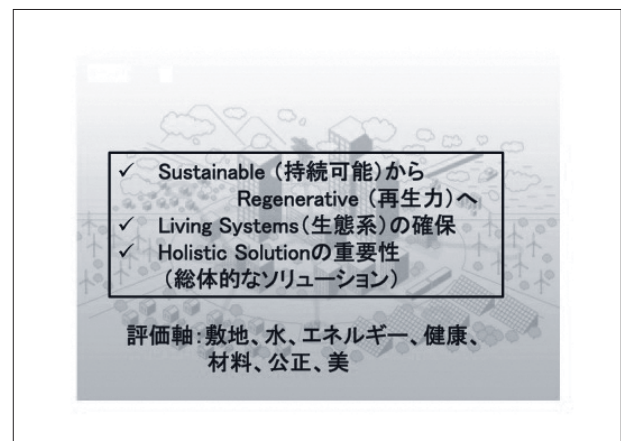 ✓ Sustainable（持続可能）から
Regenerative（再生力）へ
✓ Living Systems（生態系）の確保
✓ Holistic Solutionの重要性
（総体的なソリューション）
評価軸：敷地、水、エネルギー、健康、
材料、公正、美